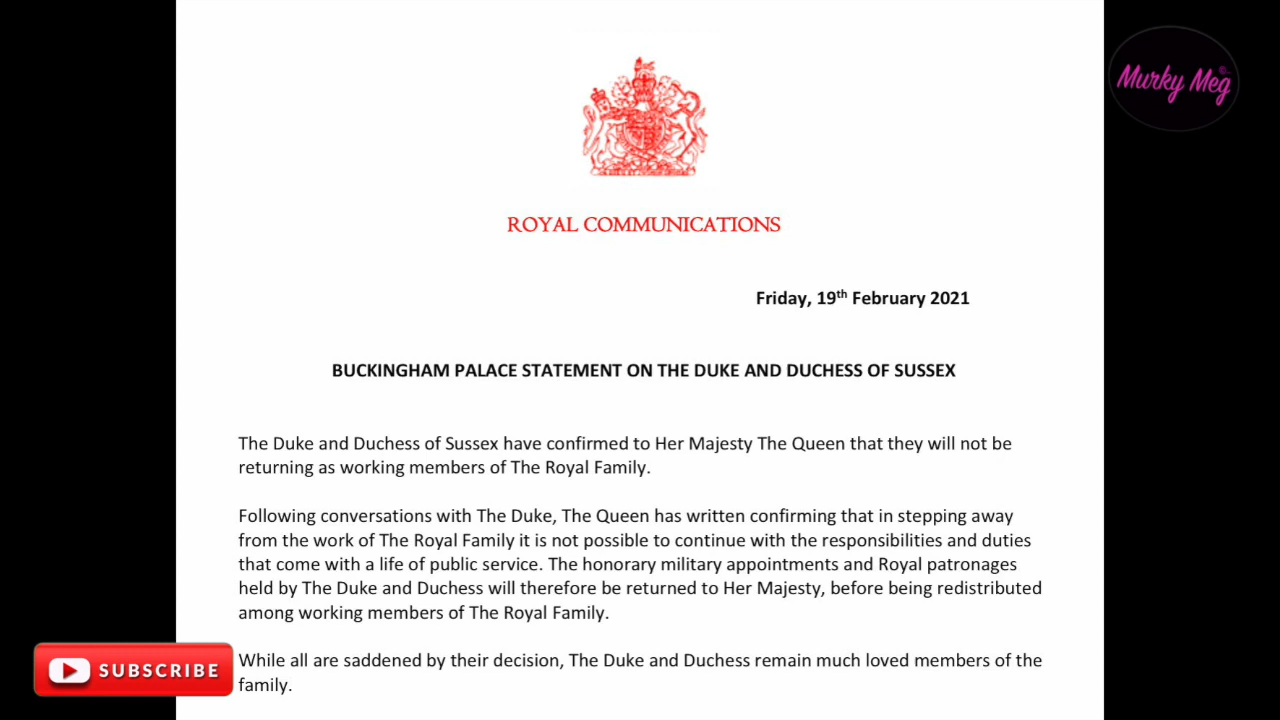 Murky Meg
ROYAL COMMUNICATIONS
Friday, 19th February 2021
BUCKINGHAM PALACE STATEMENT ON THE DUKE AND DUCHESS OF SUSSEX
The Duke and Duchess of Sussex have confirmed to Her Majesty The Queen that they will not be
returning as working members of The Royal Family.
Following conversations with The Duke, The Queen has written confirming that in stepping away
from the work of The Royal Family it is not possible to continue with the responsibilities and duties
that come with a life of public service. The honorary military appointments and Royal patronages
held by The Duke and Duchess will therefore be returned to Her Majesty, before being redistributed
among working members of The Royal Family.
While all are saddened by their decision, The Duke and Duchess remain much loved members of the
family.
SUBSCRIBE